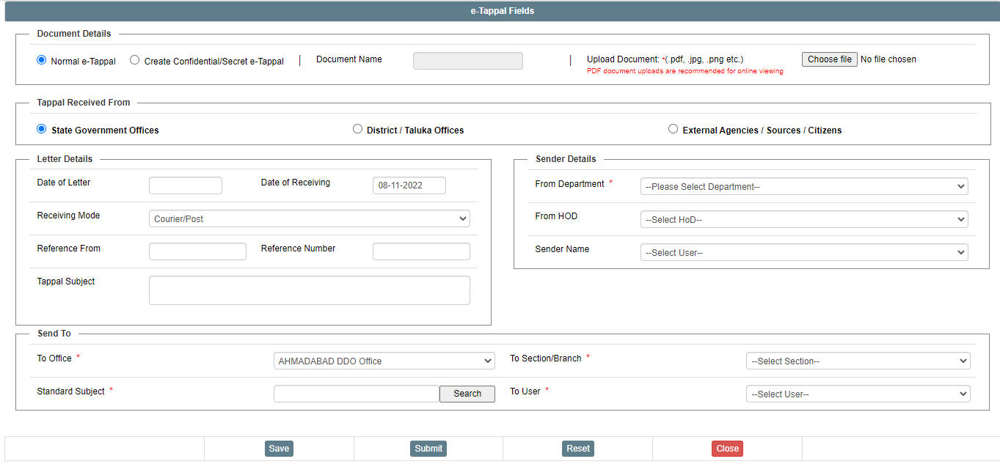 e-Tappal Fields
Document Details
Normal e-Tappal Create Confidential/Secret e-Tappal | Document Name | Upload Document: *(.pdf, .jpg, .png etc.) Choose file No file chosen
PDF document uploads are recommended for online viewing
Tappal Received From
State Government Offices District / Taluka Offices External Agencies / Sources / Citizens
Letter Details
Date of Letter Date of Receiving 08-11-2022
Receiving Mode Courier/Post
Reference From Reference Number
Tappal Subject
Sender Details
From Department * --Please Select Department--
From HOD --Select HoD--
Sender Name --Select User--
Send To
To Office * AHMADABAD DDO Office To Section/Branch * --Select Section--
Standard Subject * Search To User * --Select User--
Save Submit Reset Close